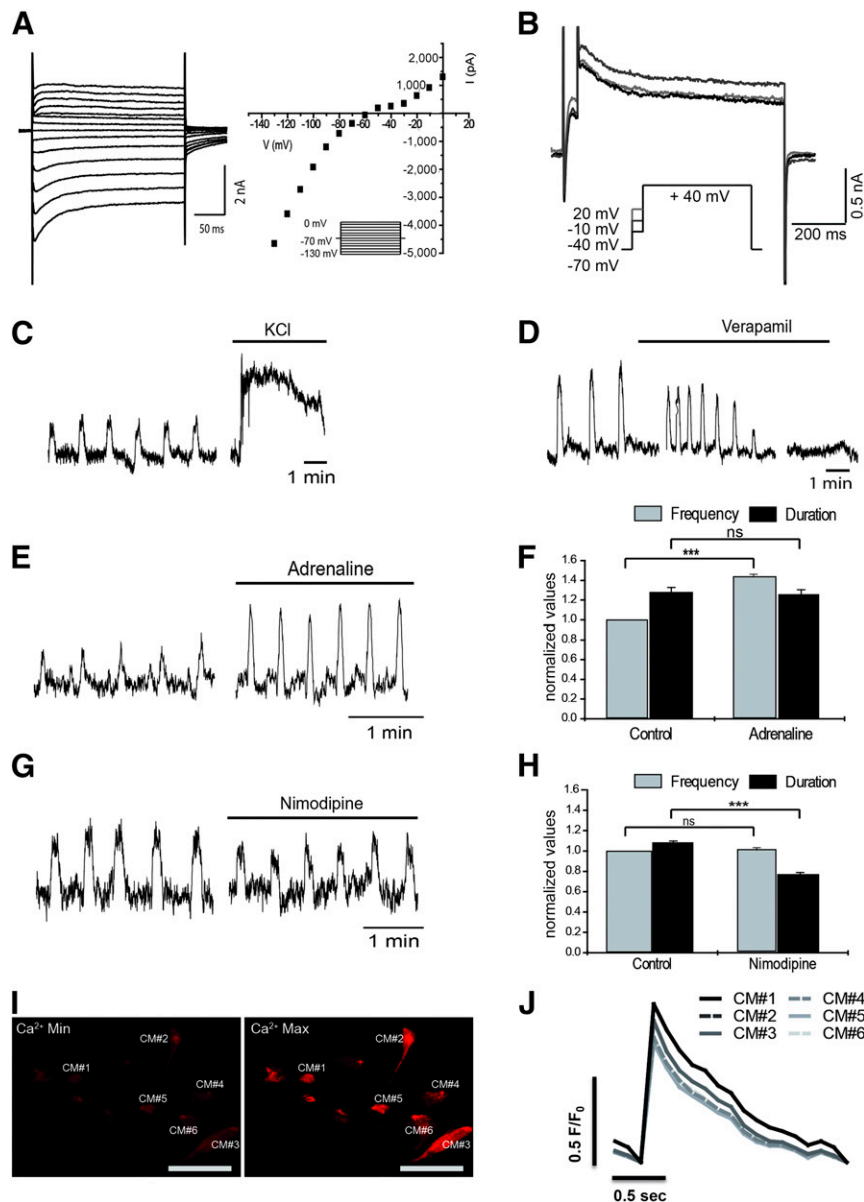 A
2,000
1,000
I (pA)
-140 -120 -100 -80 -60 -40 -20 0 20
V (mV)
-1,000
-2,000
-3,000
-4,000
-5,000
2 nA
50 ms
0 mV
-70 mV
-130 mV
B
+ 40 mV
20 mV
-10 mV
-40 mV
-70 mV
0.5 nA
200 ms
C
KCl
1 min
D
Verapamil
1 min
E
Adrenaline
1 min
F
Frequency Duration
ns
***
normalized values
1.6
1.4
1.2
1.0
0.8
0.6
0.4
0.2
0.0
Control Adrenaline
G
Nimodipine
1 min
H
Frequency Duration
***
ns
normalized values
1.6
1.4
1.2
1.0
0.8
0.6
0.4
0.2
0.0
Control Nimodipine
I
Ca²⁺ Min
CM#2
CM#1
CM#4
CM#5
CM#6
CM#3
Ca²⁺ Max
CM#2
CM#1
CM#4
CM#5
CM#6
CM#3
J
CM#1 CM#4
CM#2 CM#5
CM#3 CM#6
0.5 F/F₀
0.5 sec